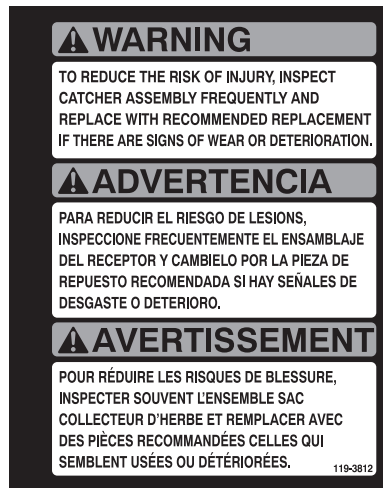 WARNING
TO REDUCE THE RISK OF INJURY, INSPECT
CATCHER ASSEMBLY FREQUENTLY AND
REPLACE WITH RECOMMENDED REPLACEMENT
IF THERE ARE SIGNS OF WEAR OR DETERIORATION.
ADVERTENCIA
PARA REDUCIR EL RIESGO DE LESIONS,
INSPECCIONE FRECUENTEMENTE EL ENSAMBLAJE
DEL RECEPTOR Y CAMBIELO POR LA PIEZA DE
REPUESTO RECOMENDADA SI HAY SEÑALES DE
DESGASTE O DETERIORO.
AVERTISSEMENT
POUR RÉDUIRE LES RISQUES DE BLESSURE,
INSPECTER SOUVENT L'ENSEMBLE SAC
COLLECTEUR D'HERBE ET REMPLACER AVEC
DES PIÈCES RECOMMANDÉES CELLES QUI
SEMBLENT USÉES OU DÉTÉRIORÉES.
119-3812